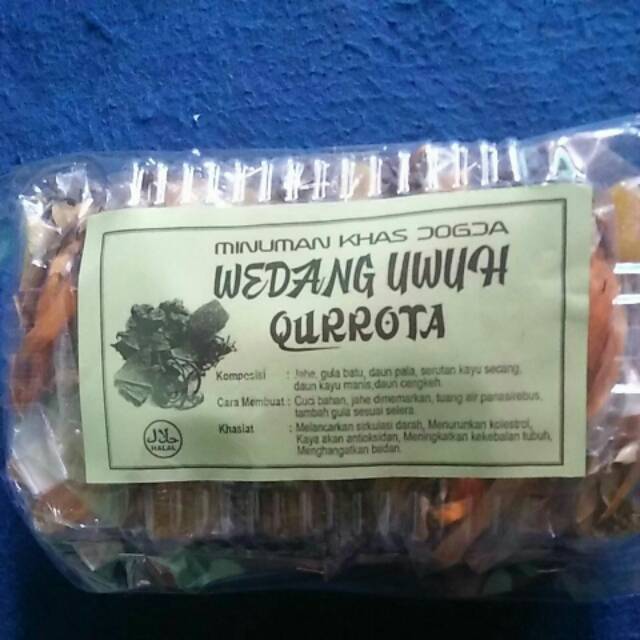 MINUMAN KHAS JOGJA
WEDANG UWUH
QURROTA
Komposisi : Jahe, gula batu, daun pala, serutan kayu secang,
daun kayu manis,daun cengkeh.
Cara Membuat : Cuci bahan, jahe dimemarkan, tuang air panas/rebus,
tambah gula sesuai selera.
Khasiat : Melancarkan sirkulasi darah, Menurunkan kolestrol,
Kaya akan antioksidan, Meningkatkan kekebalan tubuh,
Menghangatkan badan.
حلال
HALAL